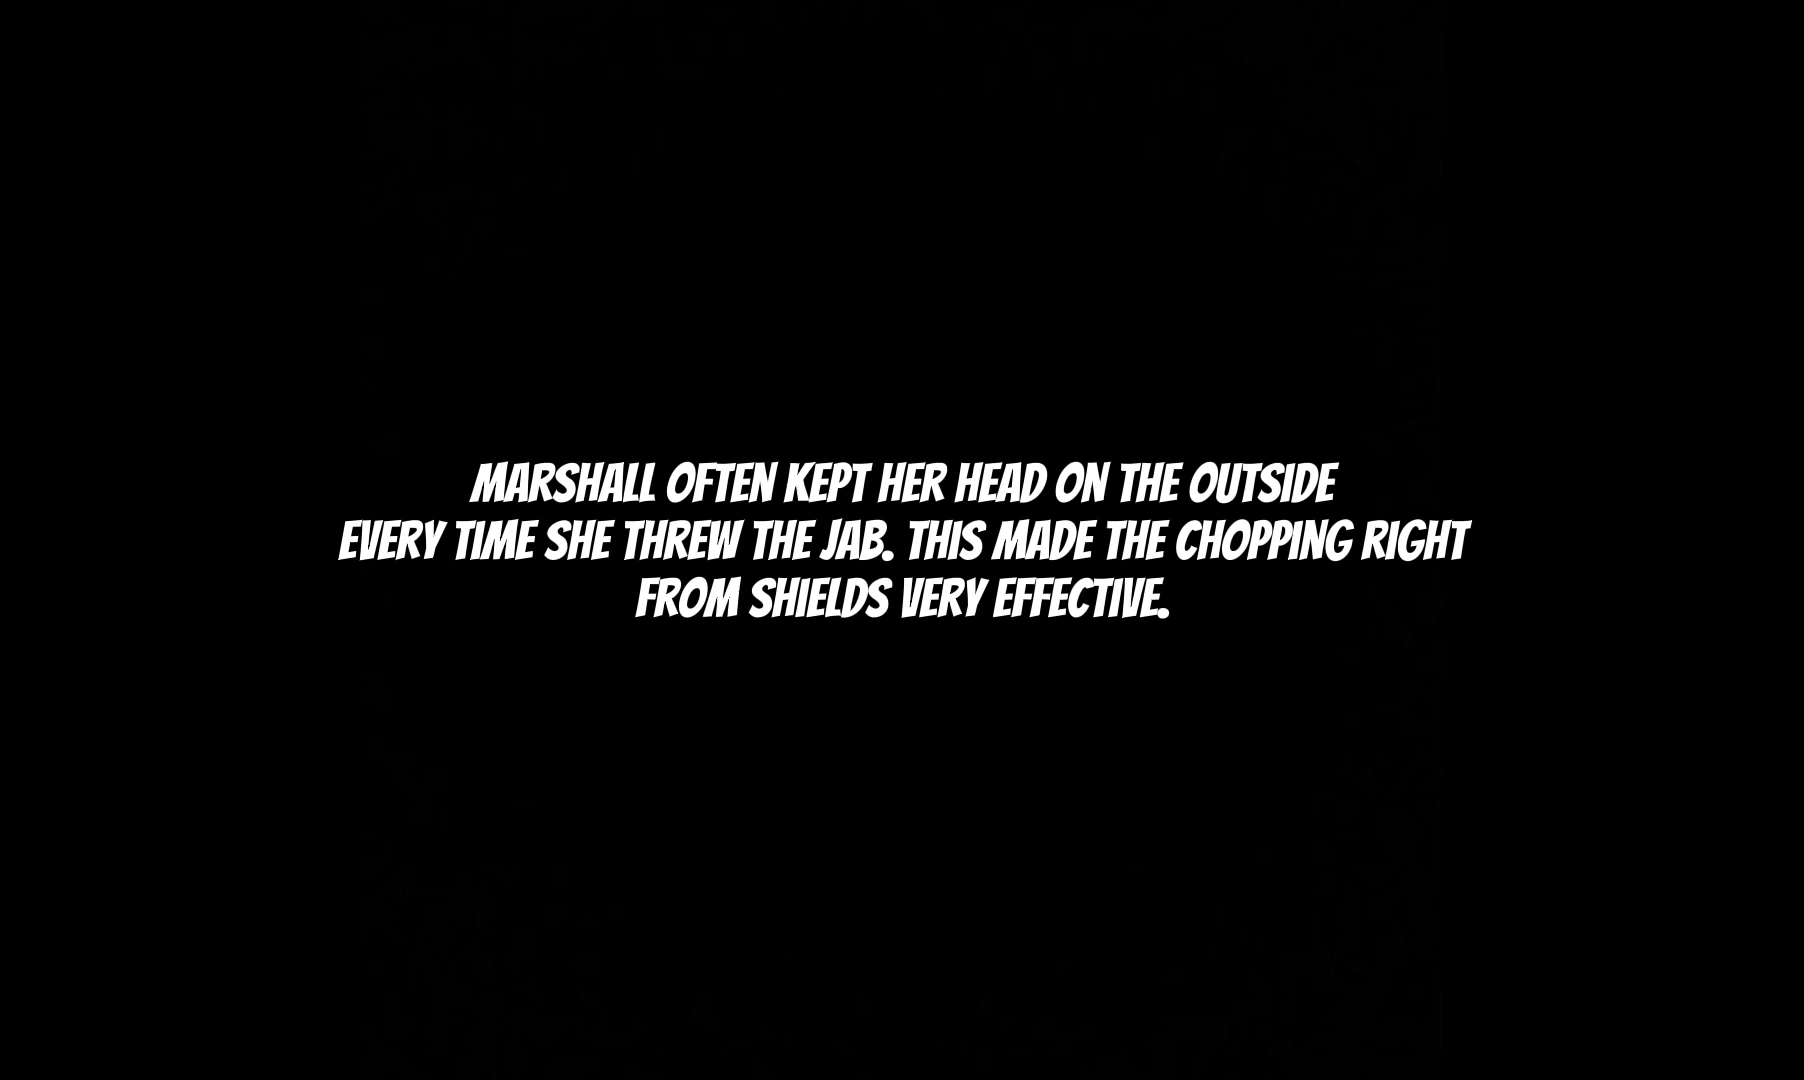 MARSHALL OFTEN KEPT HER HEAD ON THE OUTSIDE
EVERY TIME SHE THREW THE JAB. THIS MADE THE CHOPPING RIGHT
FROM SHIELDS VERY EFFECTIVE.